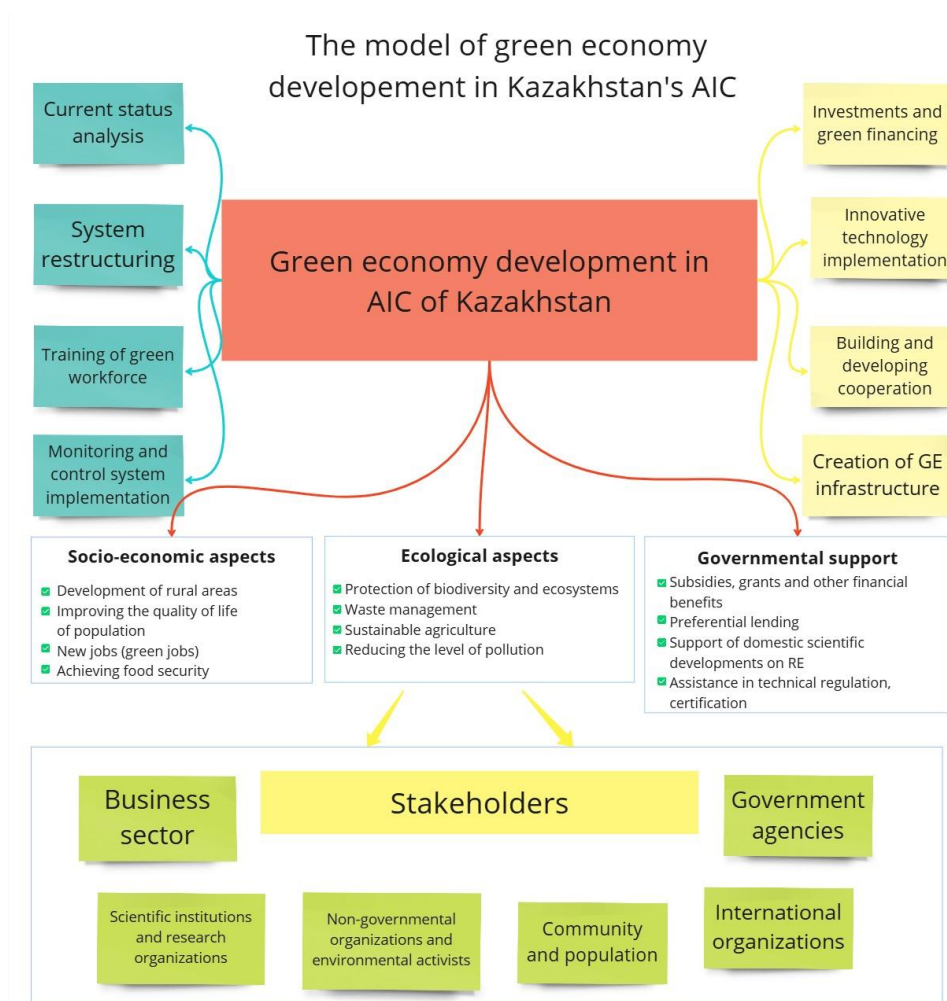 The model of green economy
developement in Kazakhstan's AIC
Current status
analysis
System
restructuring
Training of green
workforce
Monitoring and
control system
implementation
Green economy development in
AIC of Kazakhstan
Investments and
green financing
Innovative
technology
implementation
Building and
developing
cooperation
Creation of GE
infrastructure
Socio-economic aspects
Development of rural areas
Improving the quality of life
of population
New jobs (green jobs)
Achieving food security
Ecological aspects
Protection of biodiversity and ecosystems
Waste management
Sustainable agriculture
Reducing the level of pollution
Governmental support
Subsidies, grants and other financial
benefits
Preferential lending
Support of domestic scientific
developments on RE
Assistance in technical regulation,
certification
Business
sector
Stakeholders
Government
agencies
Scientific institutions
and research
organizations
Non-governmental
organizations and
environmental activists
Community
and population
International
organizations